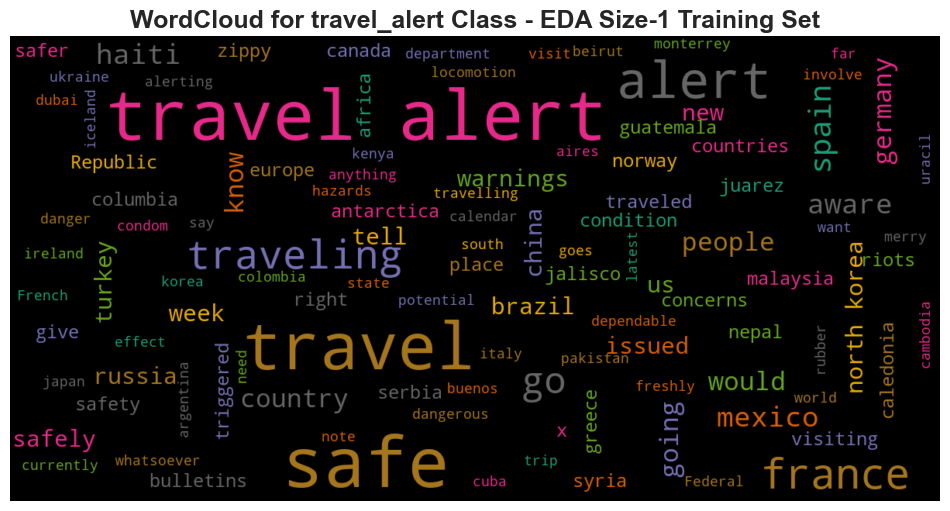 WordCloud for travel_alert Class - EDA Size-1 Training Set
safer
haiti
zippy
canada
department
visit
beirut
monterrey
far
ukraine
alerting
locomotion
alert
involve
dubai
iceland
travel alert
africa
new
guatemala
countries
spain
germany
uracil
Republic
know
europe
kenya
aires
norway
anything
warnings
hazards
travelling
juarez
columbia
traveled
aware
danger
condom
say
antarctica
calendar
condition
want
merry
ireland
turkey
traveling
tell
south
china
goes
latest
people
riots
korea
colombia
place
jalisco
us
malaysia
north korea
French
state
right
potential
brazil
concerns
week
give
effect
dependable
issued
nepal
rubber
caledonia
cambodia
travel
italy
pakistan
japan
russia
argentina
triggered
need
country
serbia
buenos
go
freshly
would
world
safety
dangerous
mexico
safely
note
x
greece
going
visiting
currently
whatsoever
safe
trip
bulletins
cuba
syria
Federal
france